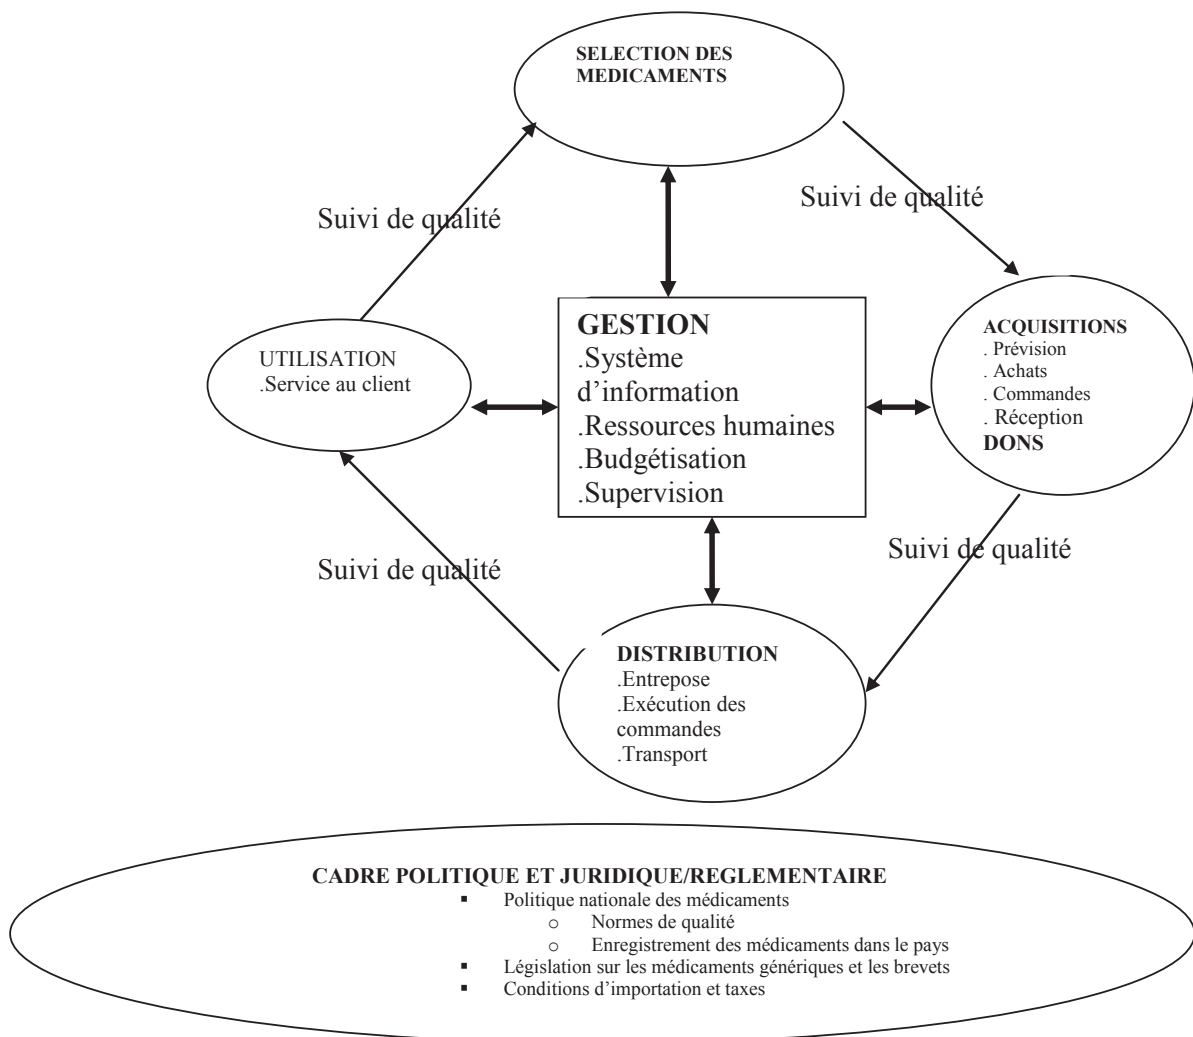 SELECTION DES
MEDICAMENTS
Suivi de qualité
Suivi de qualité
GESTION
.Système
d’information
.Ressources humaines
.Budgétisation
.Supervision
ACQUISITIONS
. Prévision
. Achats
. Commandes
. Réception
DONS
UTILISATION
.Service au client
Suivi de qualité
Suivi de qualité
DISTRIBUTION
.Entrepose
.Exécution des
commandes
.Transport
CADRE POLITIQUE ET JURIDIQUE/REGLEMENTAIRE
▪ Politique nationale des médicaments
o Normes de qualité
o Enregistrement des médicaments dans le pays
▪ Législation sur les médicaments génériques et les brevets
▪ Conditions d’importation et taxes